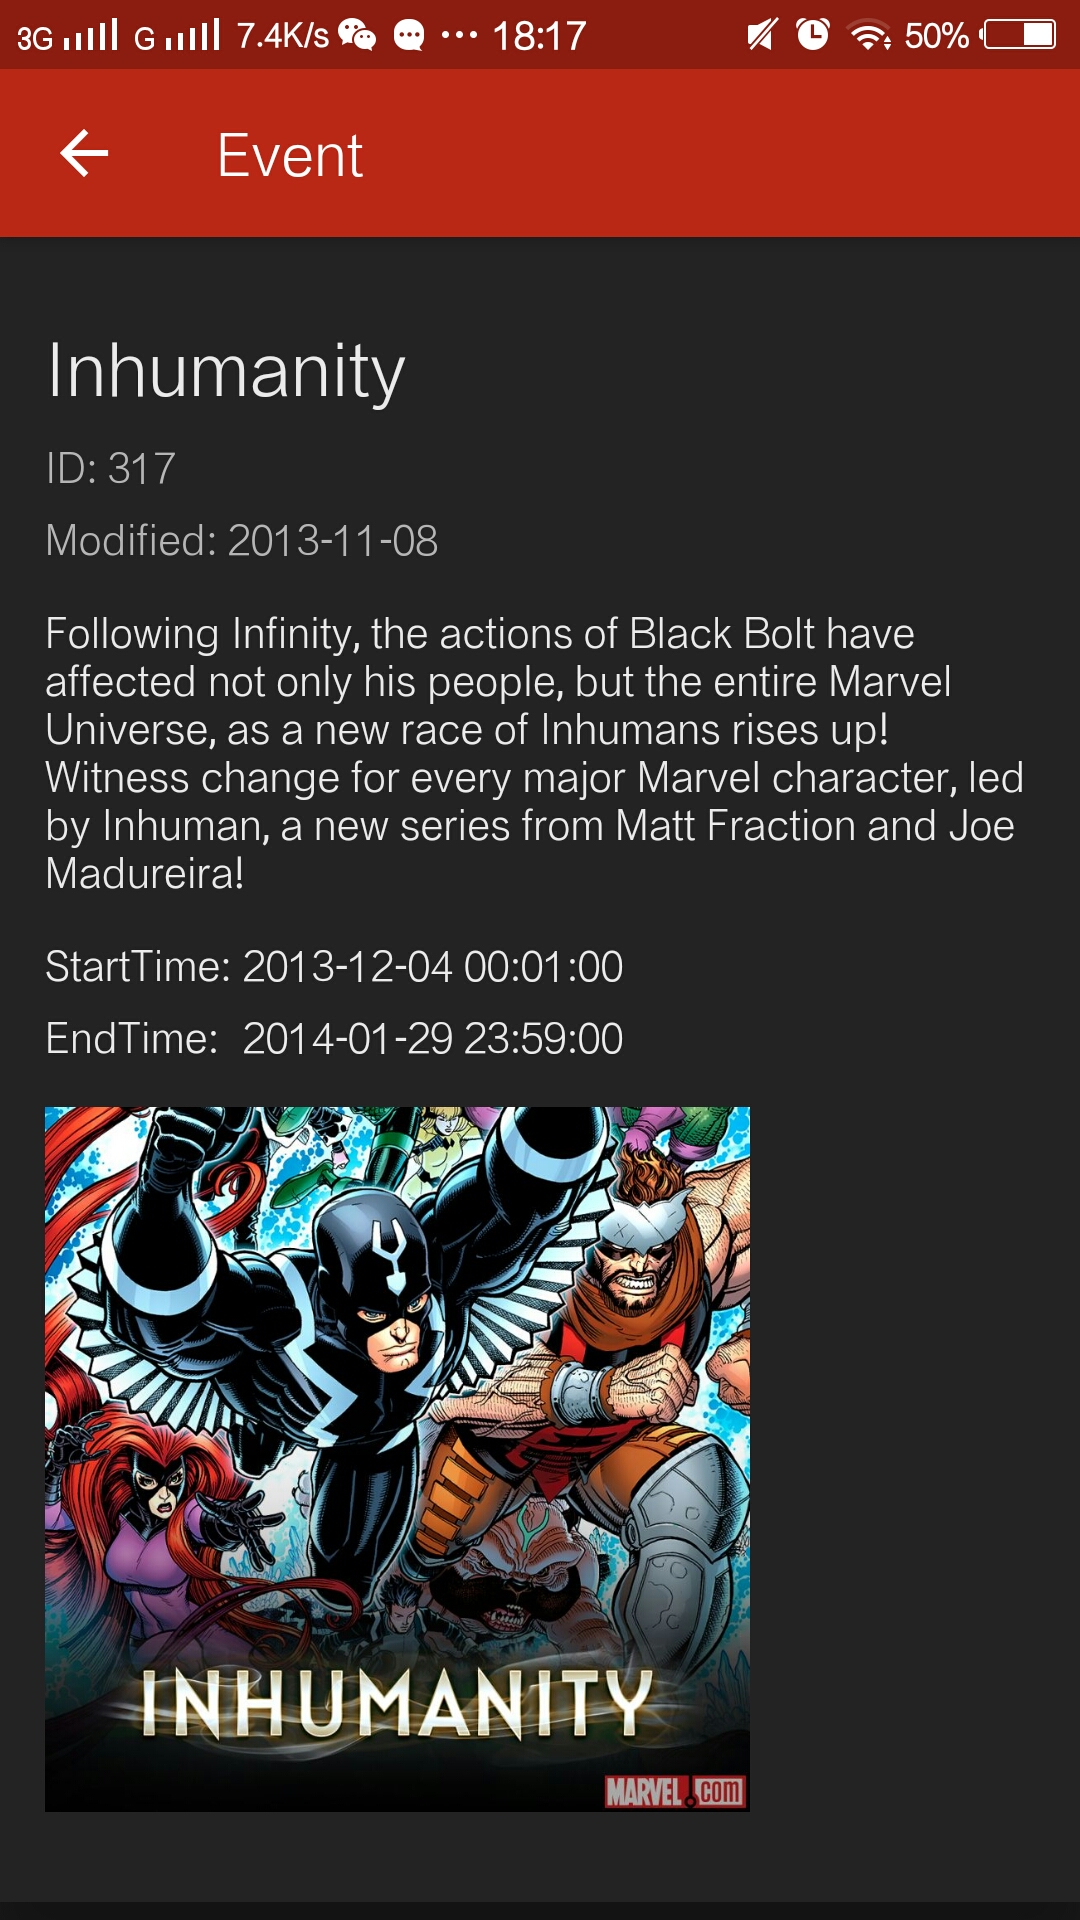 3G G 7.4K/s ··· 18:17 50%
Event
Inhumanity
ID: 317
Modified: 2013-11-08
Following Infinity, the actions of Black Bolt have
affected not only his people, but the entire Marvel
Universe, as a new race of Inhumans rises up!
Witness change for every major Marvel character, led
by Inhuman, a new series from Matt Fraction and Joe
Madureira!
StartTime: 2013-12-04 00:01:00
EndTime: 2014-01-29 23:59:00
INHUMANITY
MARVEL.com